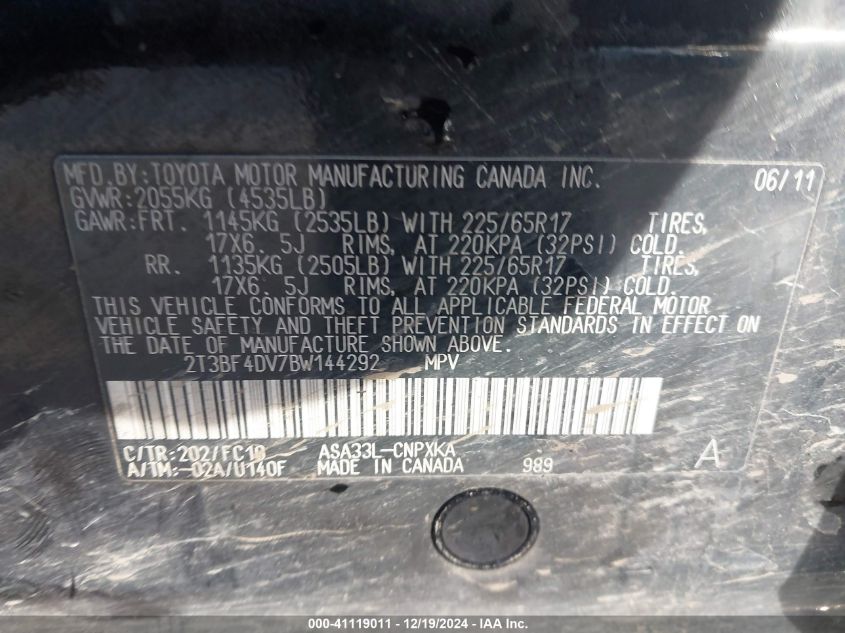 MFD. BY: TOYOTA MOTOR MANUFACTURING CANADA INC. 06/11
GVWR: 2055KG (4535LB)
GAWR: FRT. 1145KG (2535LB) WITH 225/65R17 TIRES,
17X6. 5J RIMS, AT 220KPA (32PSI) COLD.
RR. 1135KG (2505LB) WITH 225/65R17 TIRES,
17X6. 5J RIMS, AT 220KPA (32PSI) COLD.
THIS VEHICLE CONFORMS TO ALL APPLICABLE FEDERAL MOTOR
VEHICLE SAFETY AND THEFT PREVENTION STANDARDS IN EFFECT ON
THE DATE OF MANUFACTURE SHOWN ABOVE.
2T3BF4DV7BW144292 MPV
C/TR: 202/FC10 ASA33L-CNPXKA
A/TM: -02A/U140F MADE IN CANADA 989 A
000-41119011 - 12/19/2024 - IAA Inc.